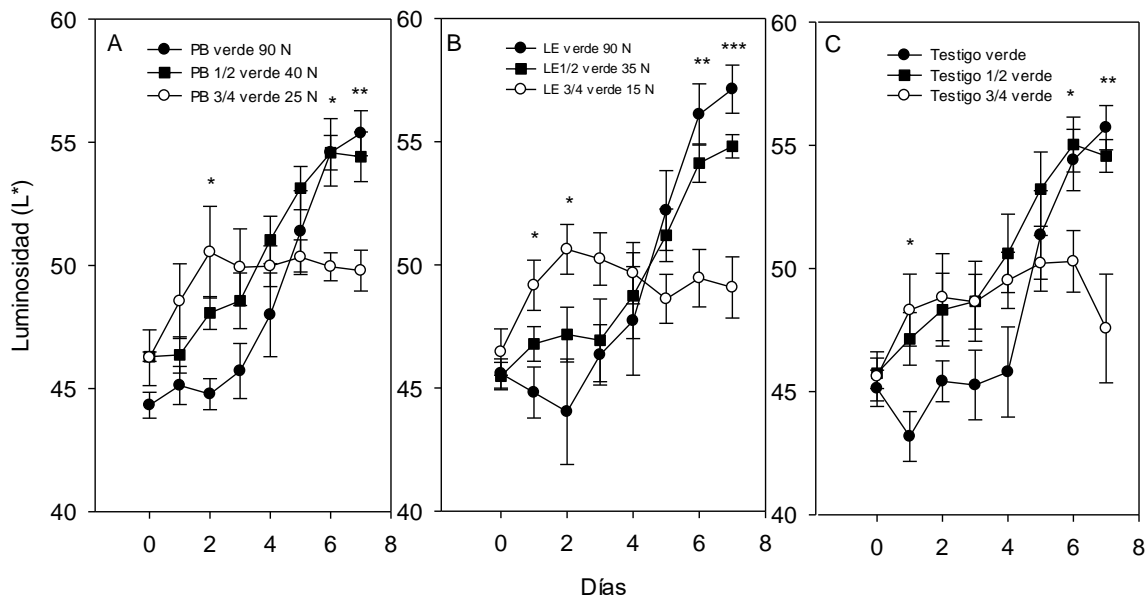 Luminosidad (L*)
60
55
50
45
40
A
PB verde 90 N
PB 1/2 verde 40 N
PB 3/4 verde 25 N
*
*
**
0 2 4 6 8
60
55
50
45
40
B
LE verde 90 N
LE1/2 verde 35 N
LE 3/4 verde 15 N
*
*
**
***
0 2 4 6 8
60
55
50
45
40
C
Testigo verde
Testigo 1/2 verde
Testigo 3/4 verde
*
*
**
0 2 4 6 8
Días